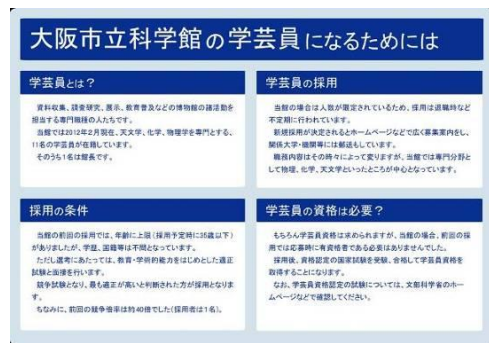 大阪市立科学館の学芸員になるためには
学芸員とは？
資料収集、調査研究、展示、教育普及などの博物館の諸活動を
担当する専門職種の人たちです。
当館では2012年2月現在、天文学、化学、物理学を専門とする、
11名の学芸員が在籍しています。
そのうち1名は館長です。
学芸員の採用
当館の場合は人数が限定されているため、採用は退職時など
不定期に行われています。
新規採用が決定されるとホームページなどで広く募集案内をし、
関係大学・機関等には郵送もしています。
職務内容はその時々によって変りますが、当館では専門分野と
して物理、化学、天文学といったところが中心となっています。
採用の条件
当館の前回の採用では、年齢に上限（採用予定時に35歳以下）
がありましたが、学歴、国籍等は不問となっています。
ただし選考にあたっては、教育・学術的能力をはじめとした適正
試験と面接を行います。
競争試験となり、最も適正が高いと判断された方が採用となりま
す。
ちなみに、前回の競争倍率は約40倍でした（採用者は1名）。
学芸員の資格は必要？
もちろん学芸員資格は求められますが、当館の場合、前回の採
用では応募時に有資格者である必要はありませんでした。
採用後、資格認定の国家試験を受験、合格して学芸員資格を
取得することになります。
なお、学芸員資格認定の試験については、文部科学省のホー
ムページなどで確認してください。